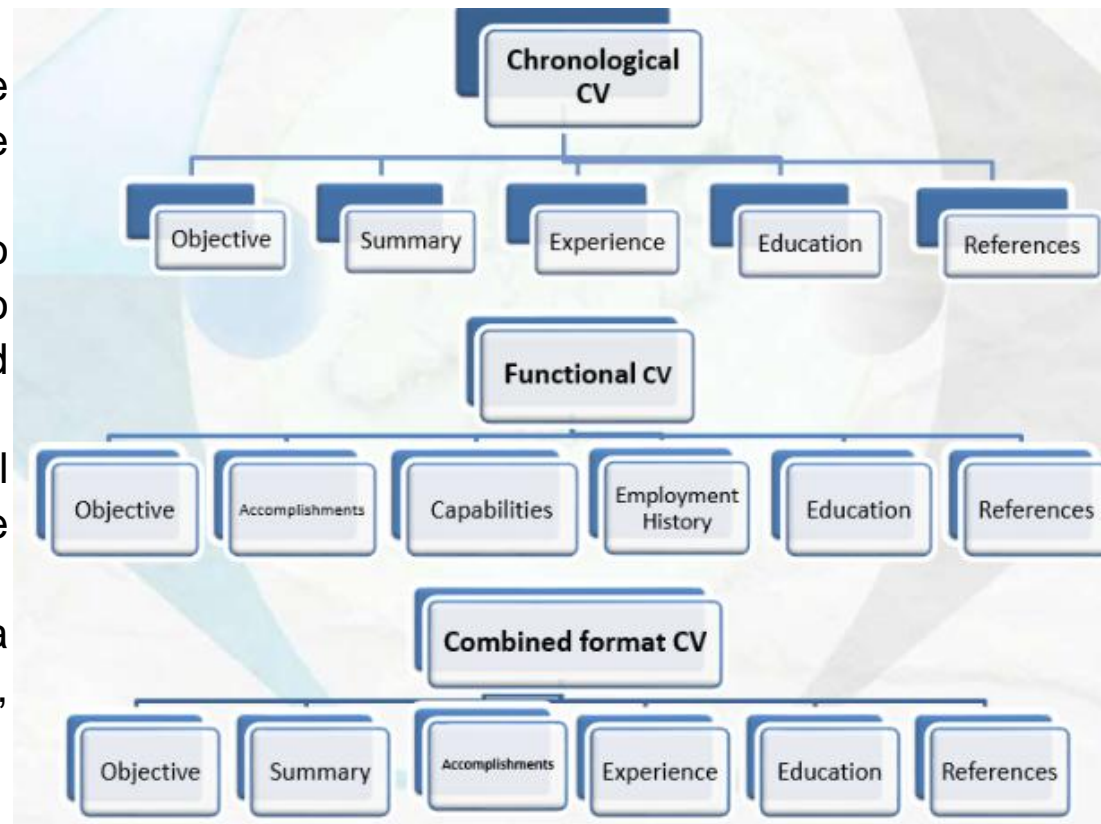 e
e
o
o
d
l
e
a
,
Chronological
CV
Objective Summary Experience Education References
Functional CV
Objective Accomplishments Capabilities Employment History Education References
Combined format CV
Objective Summary Accomplishments Experience Education References